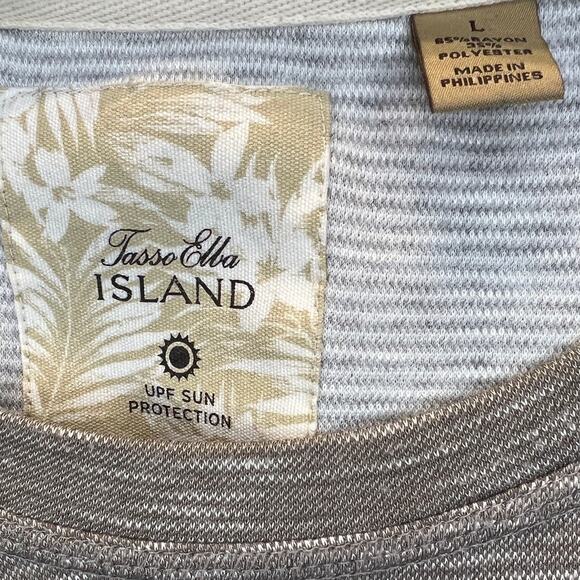 L
65% RAYON
35%
POLYESTER
MADE IN
PHILIPPINES
Tasso Elba
ISLAND
UPF SUN
PROTECTION